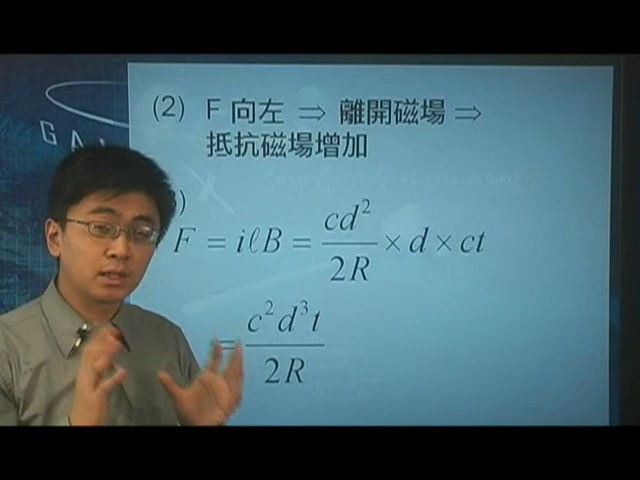 GAL
(2) F 向左 ⇒ 離開磁場 ⇒
抵抗磁場增加
)
F = iℓB = cd²/2R × d × ct
= c²d³t/2R